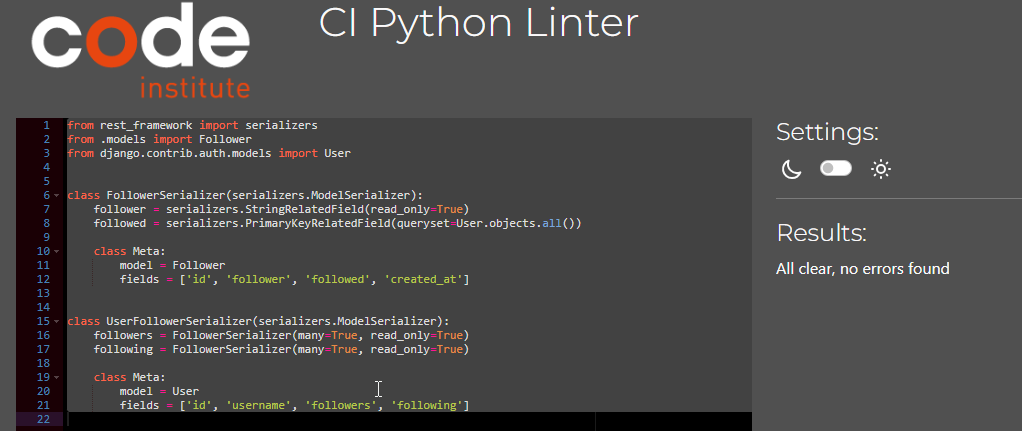 code
institute
CI Python Linter
1 from rest_framework import serializers
2 from .models import Follower
3 from django.contrib.auth.models import User
4
5
6 class FollowerSerializer(serializers.ModelSerializer):
7     follower = serializers.StringRelatedField(read_only=True)
8     followed = serializers.PrimaryKeyRelatedField(queryset=User.objects.all())
9
10     class Meta:
11         model = Follower
12         fields = ['id', 'follower', 'followed', 'created_at']
13
14
15 class UserFollowerSerializer(serializers.ModelSerializer):
16     followers = FollowerSerializer(many=True, read_only=True)
17     following = FollowerSerializer(many=True, read_only=True)
18
19     class Meta:
20         model = User
21         fields = ['id', 'username', 'followers', 'following']
22
Settings:
Results:
All clear, no errors found